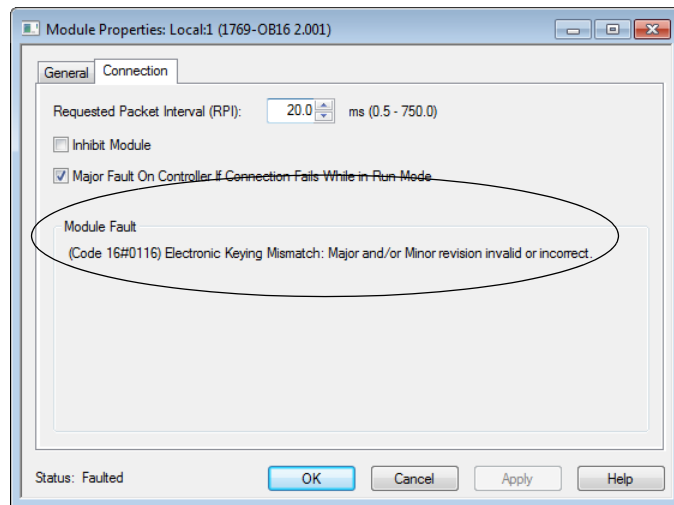 Module Properties: Local:1 (1769-OB16 2.001)
General Connection
Requested Packet Interval (RPI): 20.0 ms (0.5 - 750.0)
Inhibit Module
Major Fault On Controller If Connection Fails While in Run Mode
Module Fault
(Code 16#0116) Electronic Keying Mismatch: Major and/or Minor revision invalid or incorrect.
Status: Faulted OK Cancel Apply Help